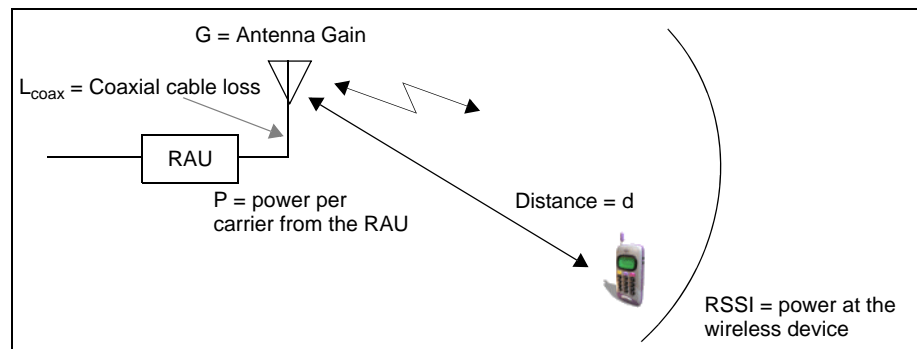 G = Antenna Gain
Lcoax = Coaxial cable loss
RAU
P = power per
carrier from the RAU
Distance = d
RSSI = power at the
wireless device